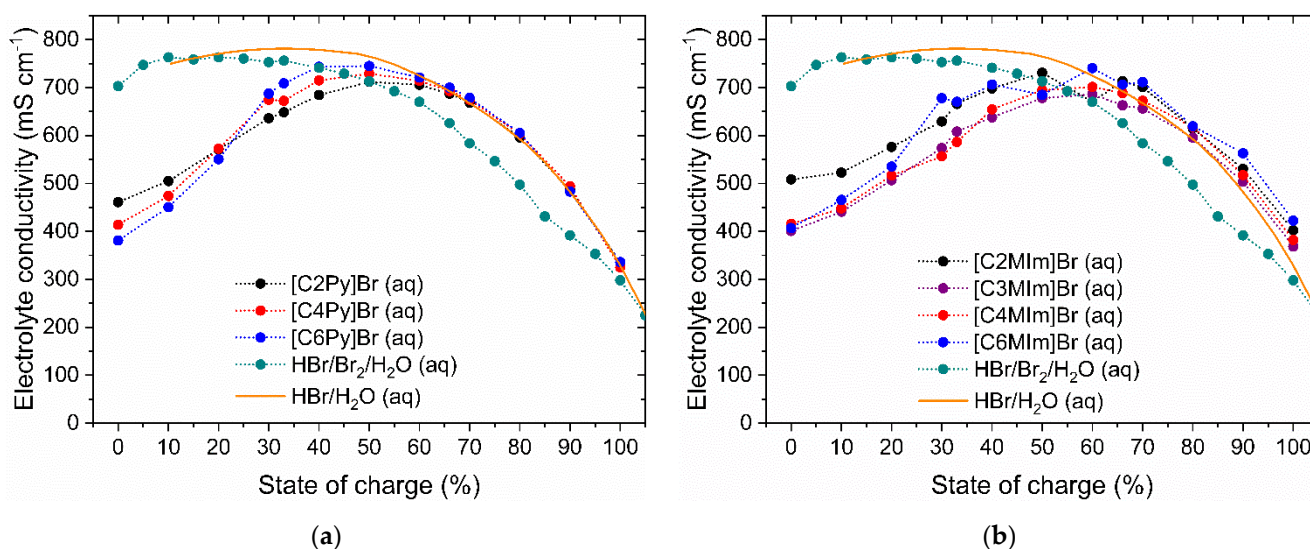 800
700
600
500
400
300
200
100
0
Electrolyte conductivity (mS cm⁻¹)
[C2Py]Br (aq)
[C4Py]Br (aq)
[C6Py]Br (aq)
HBr/Br₂/H₂O (aq)
HBr/H₂O (aq)
0 10 20 30 40 50 60 70 80 90 100
State of charge (%)
(a)
800
700
600
500
400
300
200
100
0
Electrolyte conductivity (mS cm⁻¹)
[C2MIm]Br (aq)
[C3MIm]Br (aq)
[C4MIm]Br (aq)
[C6MIm]Br (aq)
HBr/Br₂/H₂O (aq)
HBr/H₂O (aq)
0 10 20 30 40 50 60 70 80 90 100
State of charge (%)
(b)